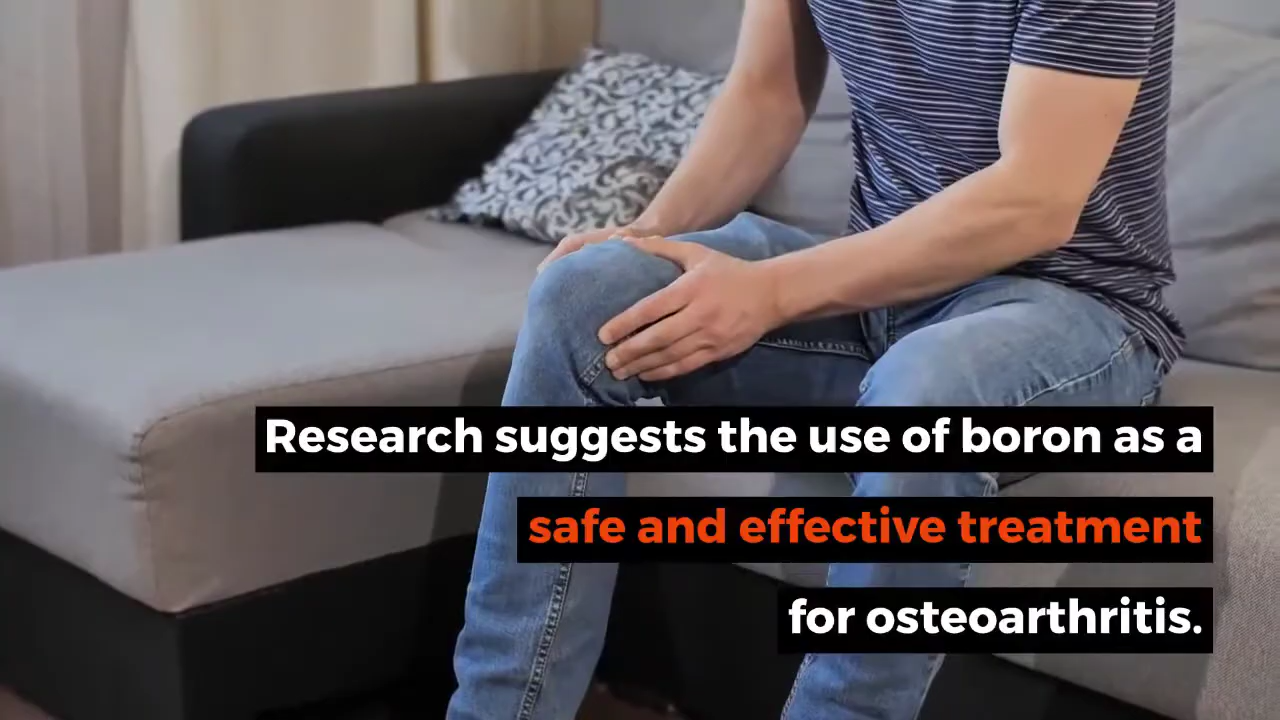 Research suggests the use of boron as a
safe and effective treatment
for osteoarthritis.